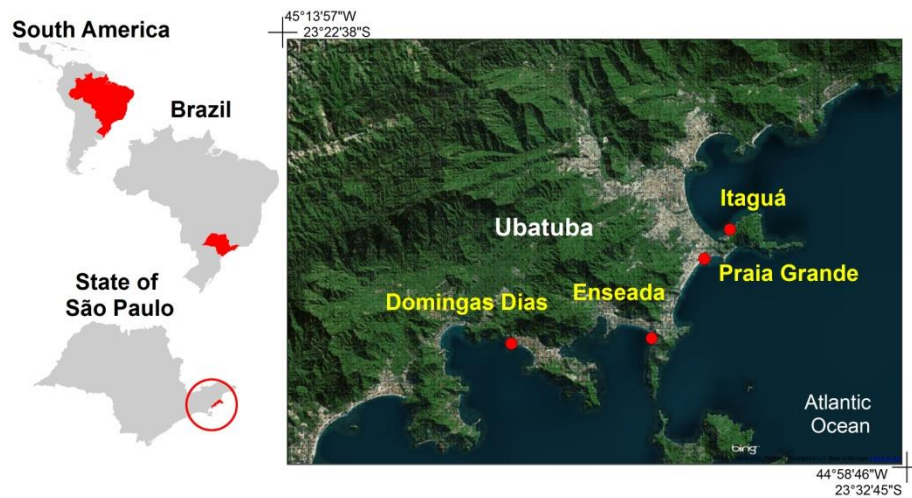 South America
Brazil
State of
São Paulo
45°13'57"W
23°22'38"S
Itaguá
Ubatuba
Praia Grande
Enseada
Domingas Dias
Atlantic
Ocean
bing™
44°58'46"W
23°32'45"S